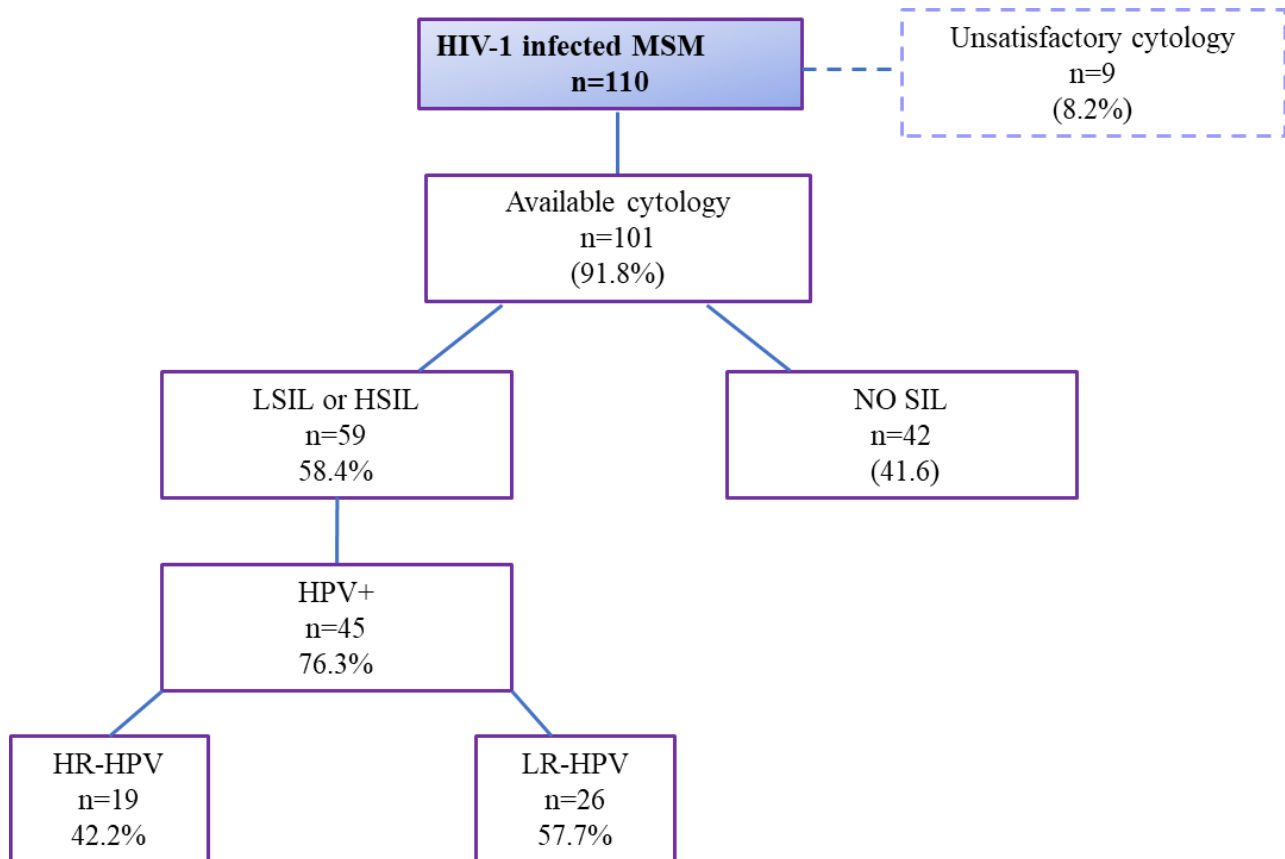 HIV-1 infected MSM
n=110
Unsatisfactory cytology
n=9
(8.2%)
Available cytology
n=101
(91.8%)
LSIL or HSIL
n=59
58.4%
NO SIL
n=42
(41.6)
HPV+
n=45
76.3%
HR-HPV
n=19
42.2%
LR-HPV
n=26
57.7%